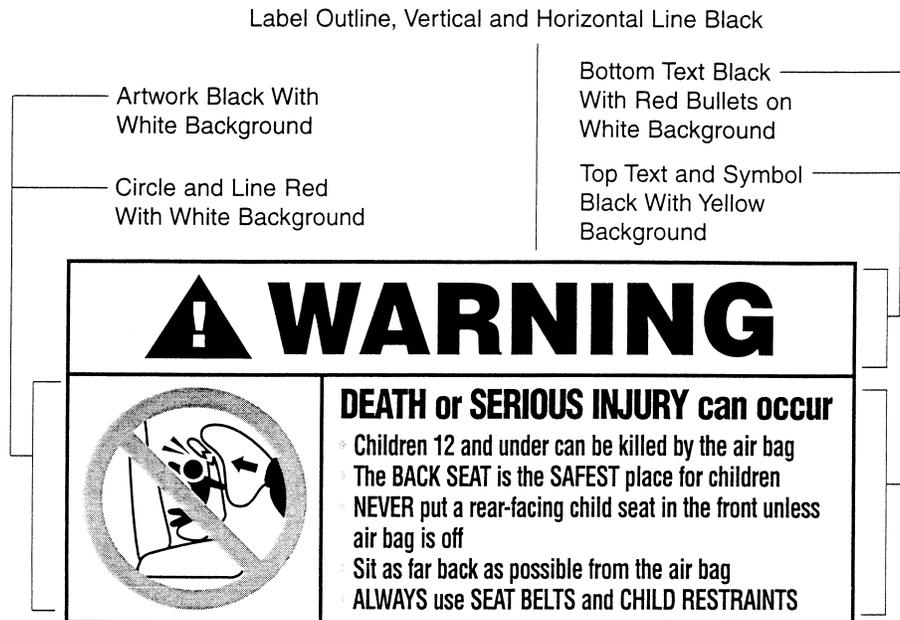 Label Outline, Vertical and Horizontal Line Black
Artwork Black With
White Background
Circle and Line Red
With White Background
Bottom Text Black
With Red Bullets on
White Background
Top Text and Symbol
Black With Yellow
Background
! WARNING
DEATH or SERIOUS INJURY can occur
Children 12 and under can be killed by the air bag
The BACK SEAT is the SAFEST place for children
NEVER put a rear-facing child seat in the front unless
air bag is off
Sit as far back as possible from the air bag
ALWAYS use SEAT BELTS and CHILD RESTRAINTS